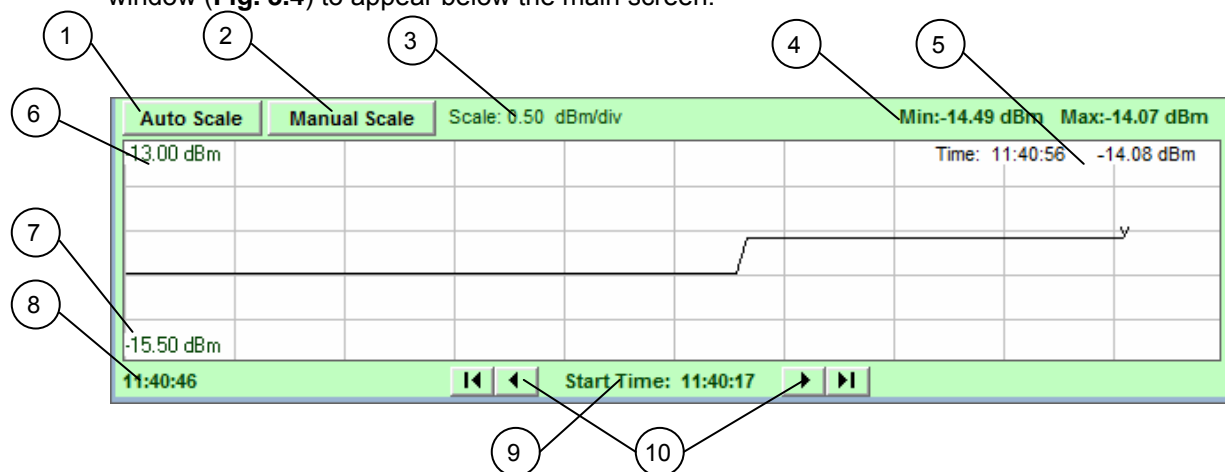 window (Fig. 3.4) to appear below the main screen.
1 2 3 4 5
6 Auto Scale Manual Scale Scale: 0.50 dBm/div Min:-14.49 dBm Max:-14.07 dBm
-13.00 dBm Time: 11:40:56 -14.08 dBm
7
8 -15.50 dBm
11:40:46 Start Time: 11:40:17
9 10